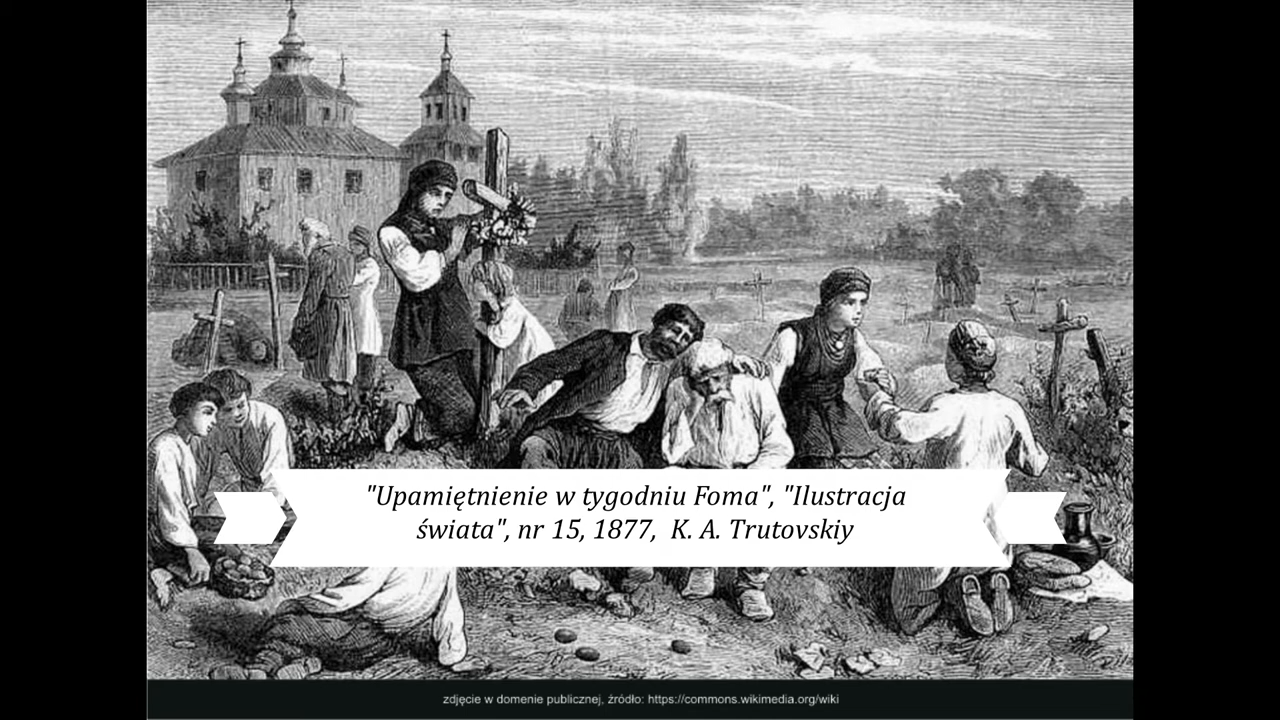 "Upamiętnienie w tygodniu Foma", "Ilustracja
świata", nr 15, 1877,  K. A. Trutovskiy
zdjęcie w domenie publicznej, źródło: https://commons.wikimedia.org/wiki